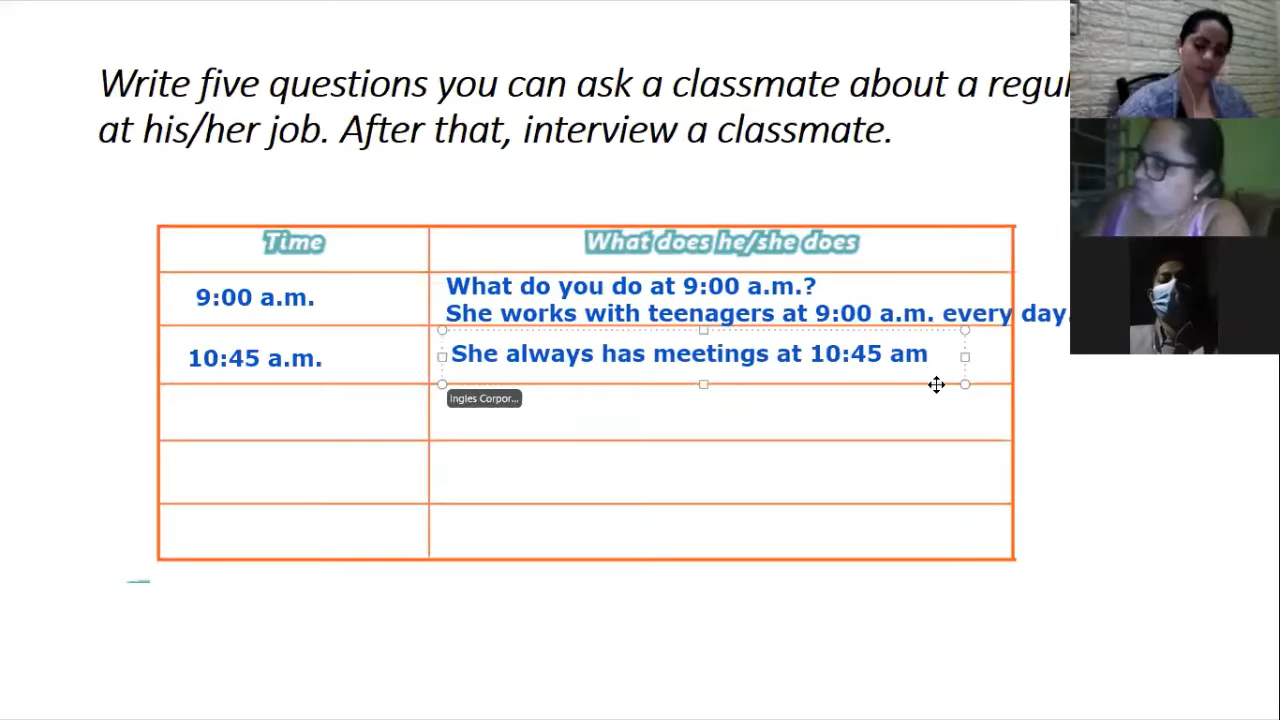 Write five questions you can ask a classmate about a
at his/her job. After that, interview a classmate.
Time
What does he/she does
9:00 a.m.
What do you do at 9:00 a.m.?
She works with teenagers at 9:00 a.m. every day.
10:45 a.m.
She always has meetings at 10:45 am
Ingles Corpor...